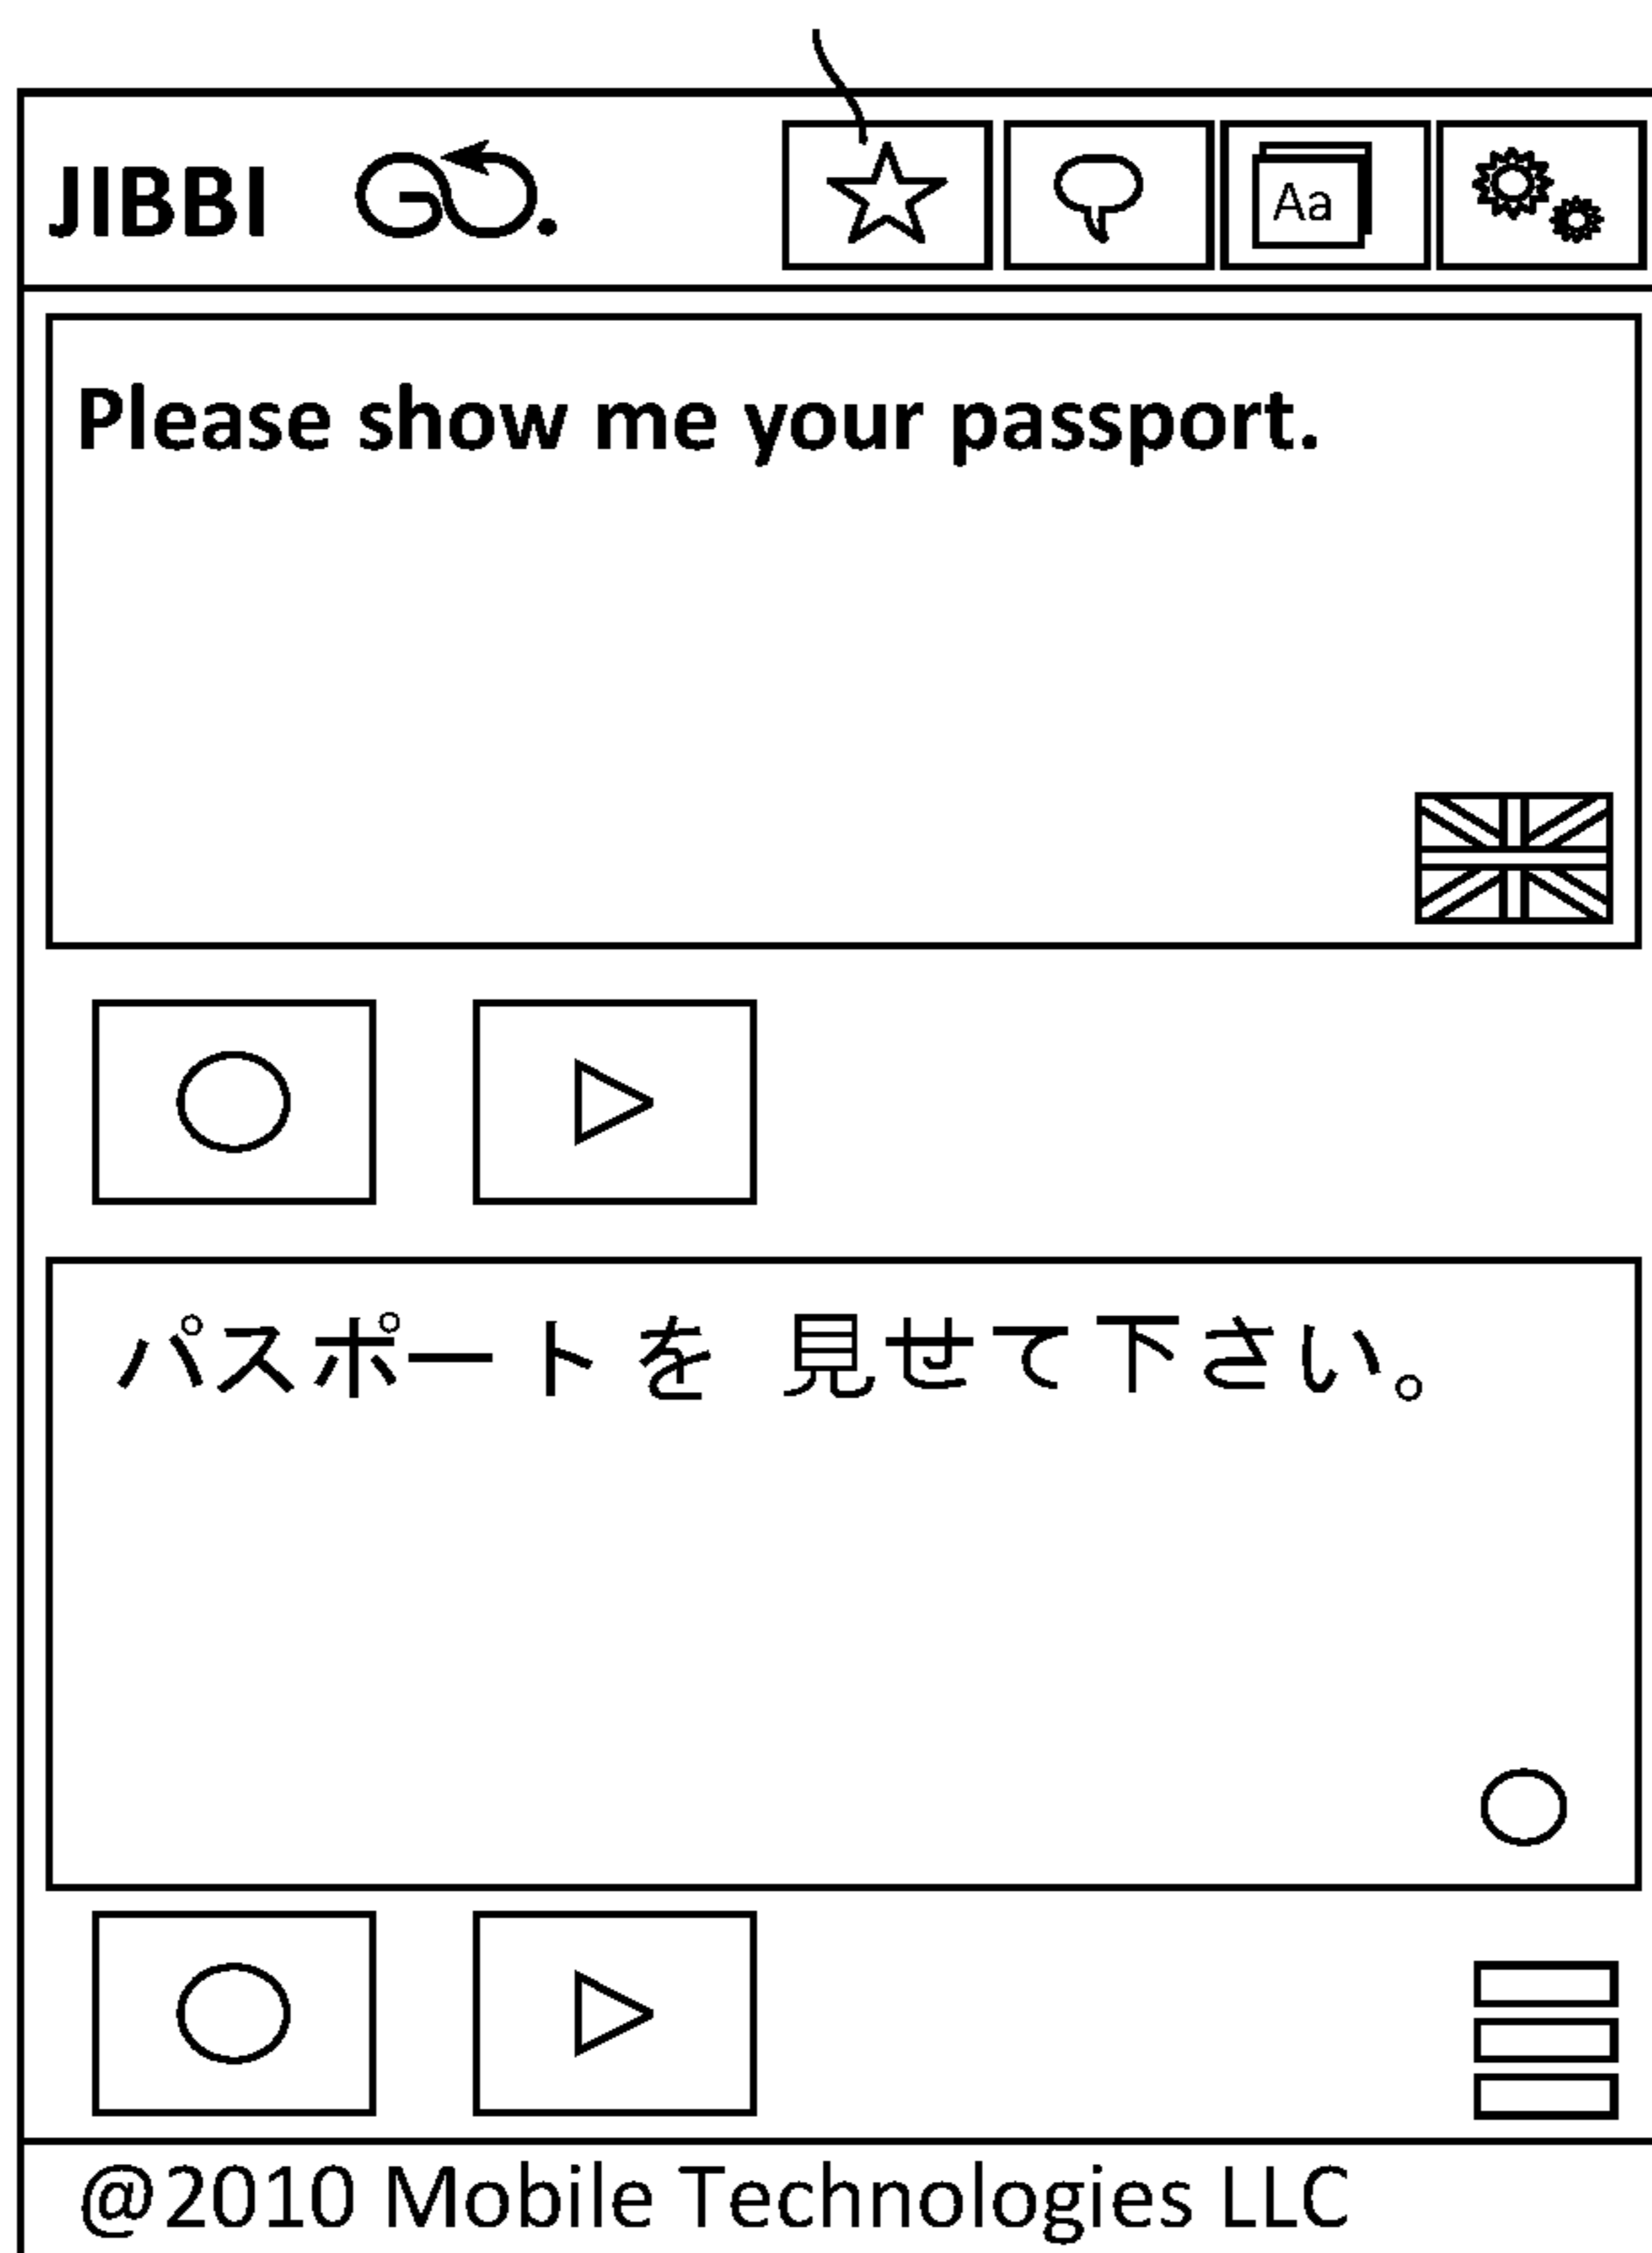 JIBBI GO.
Aa
Please show me your passport.
パスポートを 見せて下さい。
@2010 Mobile Technologies LLC